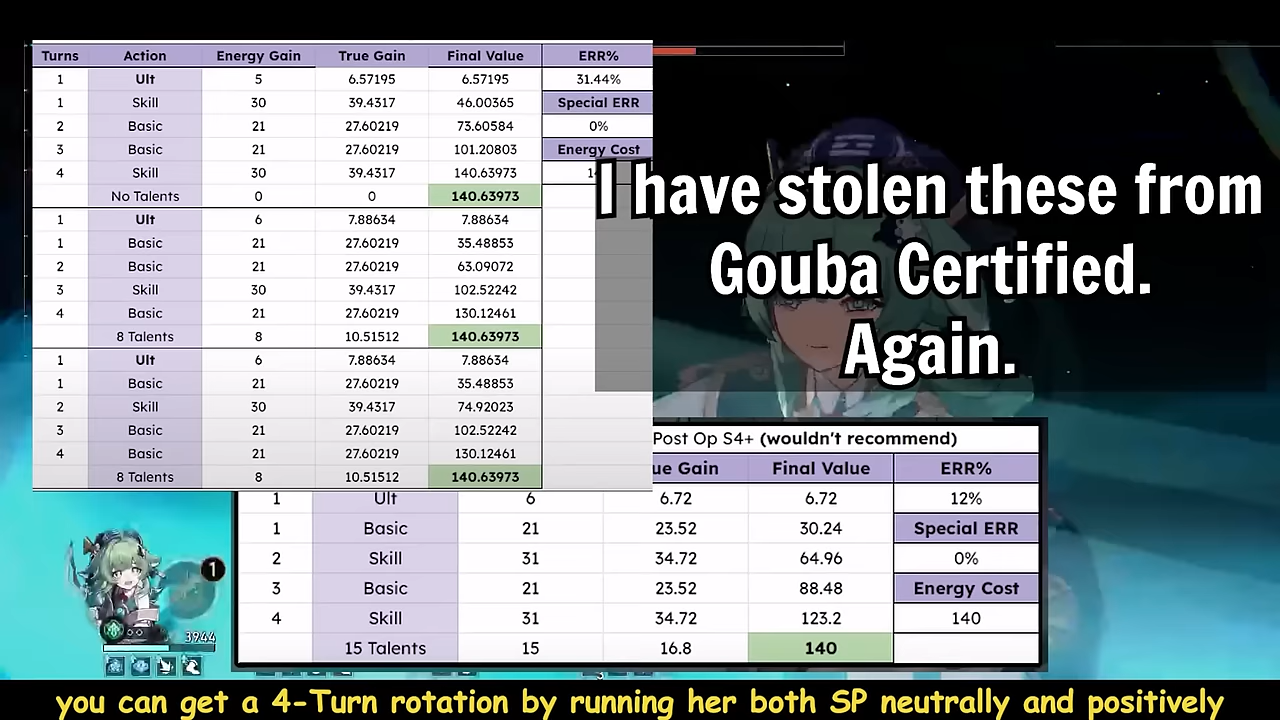 Turns Action Energy Gain True Gain Final Value ERR%
1 Ult 5 6.57195 6.57195 31.44%
1 Skill 30 39.4317 46.00365 Special ERR
2 Basic 21 27.60219 73.60584 0%
3 Basic 21 27.60219 101.20803 Energy Cost
4 Skill 30 39.4317 140.63973
No Talents 0 0 140.63973
1 Ult 6 7.88634 7.88634
1 Basic 21 27.60219 35.48853
2 Basic 21 27.60219 63.09072
3 Skill 30 39.4317 102.52242
4 Basic 21 27.60219 130.12461
8 Talents 8 10.51512 140.63973
1 Ult 6 7.88634 7.88634
1 Basic 21 27.60219 35.48853
2 Skill 30 39.4317 74.92023
3 Basic 21 27.60219 102.52242
4 Basic 21 27.60219 130.12461
8 Talents 8 10.51512 140.63973
I have stolen these from
Gouba Certified.
Again.
Post Op S4+ (wouldn't recommend)
ue Gain Final Value ERR%
1 Ult 6 6.72 6.72 12%
1 Basic 21 23.52 30.24 Special ERR
2 Skill 31 34.72 64.96 0%
3 Basic 21 23.52 88.48 Energy Cost
4 Skill 31 34.72 123.2 140
15 Talents 15 16.8 140
1
3944
you can get a 4-Turn rotation by running her both SP neutrally and positively